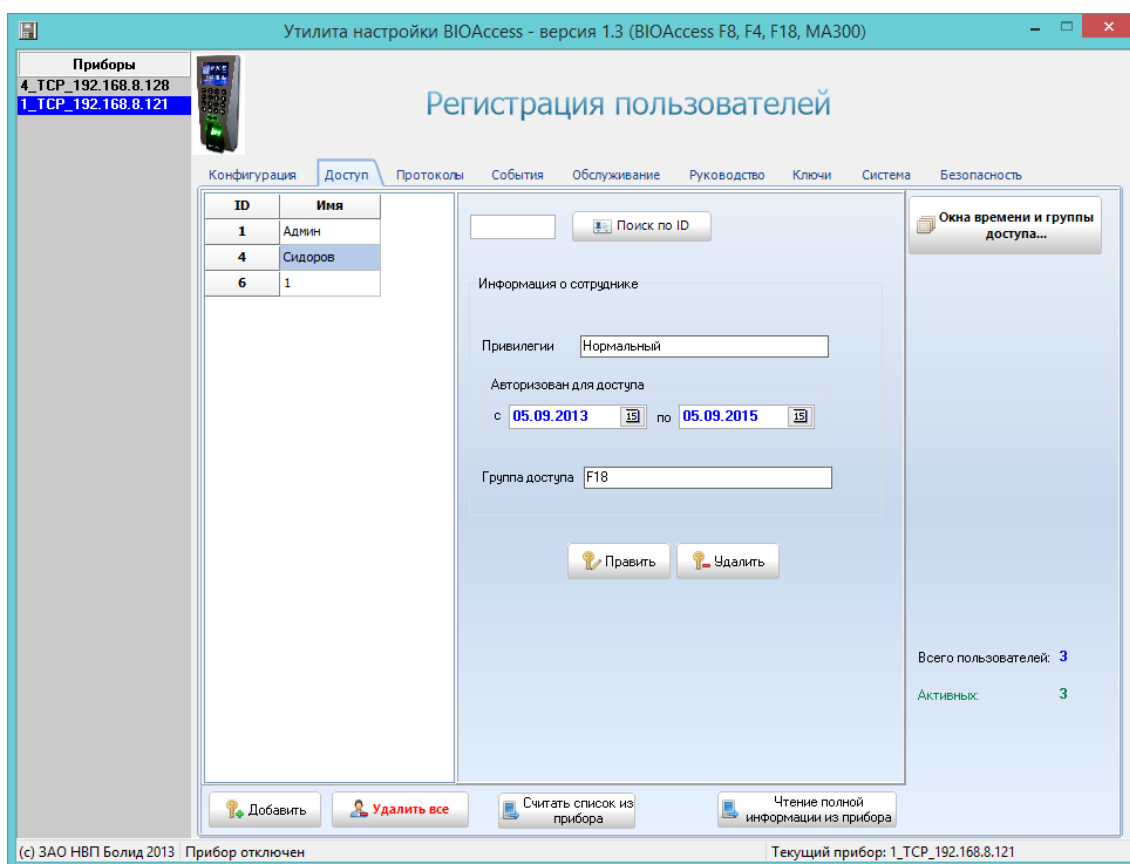 Утилита настройки BIOAccess - версия 1.3 (BIOAccess F8, F4, F18, MA300)
Приборы
4_TCP_192.168.8.128
1_TCP_192.168.8.121
Регистрация пользователей
Конфигурация Доступ Протоколы События Обслуживание Руководство Ключи Система Безопасность
ID Имя
1 Админ
4 Сидоров
6 1
Поиск по ID
Информация о сотруднике
Привилегии Нормальный
Авторизован для доступа
с 05.09.2013 15 по 05.09.2015 15
Группа доступа F18
Править Удалить
Окна времени и группы
доступа...
Всего пользователей: 3
Активных: 3
Добавить Удалить все
Считать список из
прибора
Чтение полной
информации из прибора
(c) ЗАО НВП Болид 2013 Прибор отключен Текущий прибор: 1_TCP_192.168.8.121